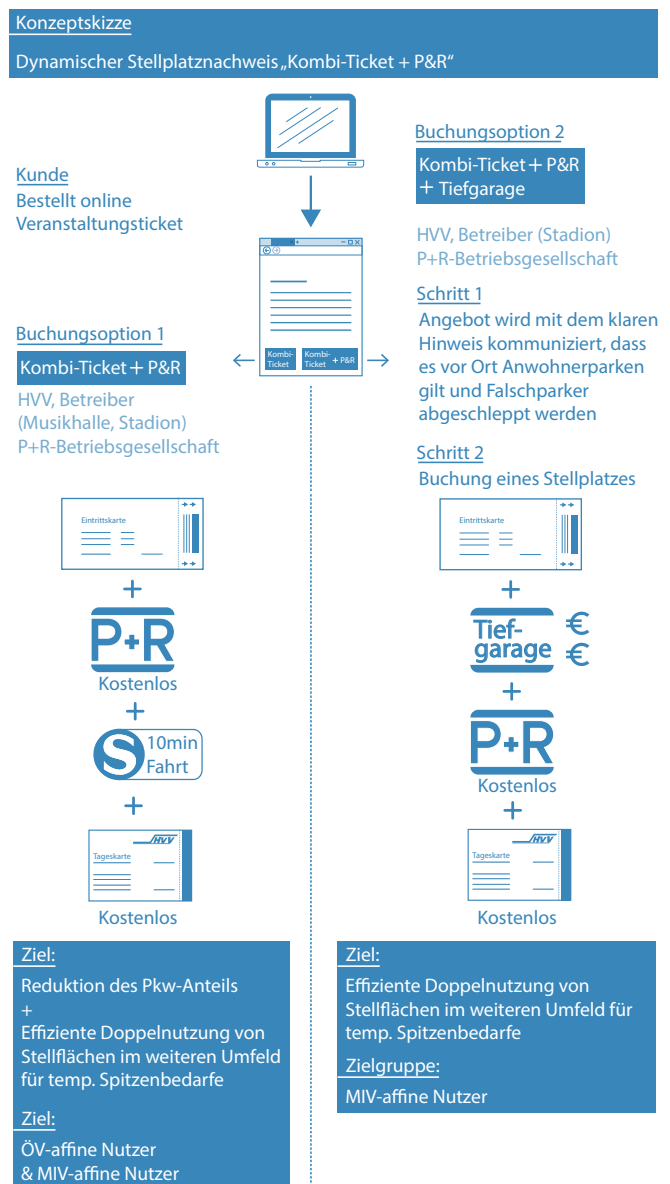 Konzeptskizze
Dynamischer Stellplatznachweis „Kombi-Ticket + P&R“
Kunde
Bestellt online
Veranstaltungsticket
Kombi-
Ticket
Kombi-
Ticket + P&R
Buchungsoption 1
Kombi-Ticket + P&R
HVV, Betreiber
(Musikhalle, Stadion)
P+R-Betriebsgesellschaft
Eintrittskarte
+
P+R
Kostenlos
+
S 10min
Fahrt
+
HVV
Tageskarte
Kostenlos
Ziel:
Reduktion des Pkw-Anteils
+
Effiziente Doppelnutzung von
Stellflächen im weiteren Umfeld
für temp. Spitzenbedarfe
Ziel:
ÖV-affine Nutzer
& MIV-affine Nutzer
Buchungsoption 2
Kombi-Ticket + P&R
+ Tiefgarage
HVV, Betreiber (Stadion)
P+R-Betriebsgesellschaft
Schritt 1
Angebot wird mit dem klaren
Hinweis kommuniziert, dass
es vor Ort Anwohnerparken
gilt und Falschparker
abgeschleppt werden
Schritt 2
Buchung eines Stellplatzes
Eintrittskarte
+
Tief- €
garage €
+
P+R
Kostenlos
+
HVV
Tageskarte
Kostenlos
Ziel:
Effiziente Doppelnutzung von
Stellflächen im weiteren Umfeld für
temp. Spitzenbedarfe
Zielgruppe:
MIV-affine Nutzer